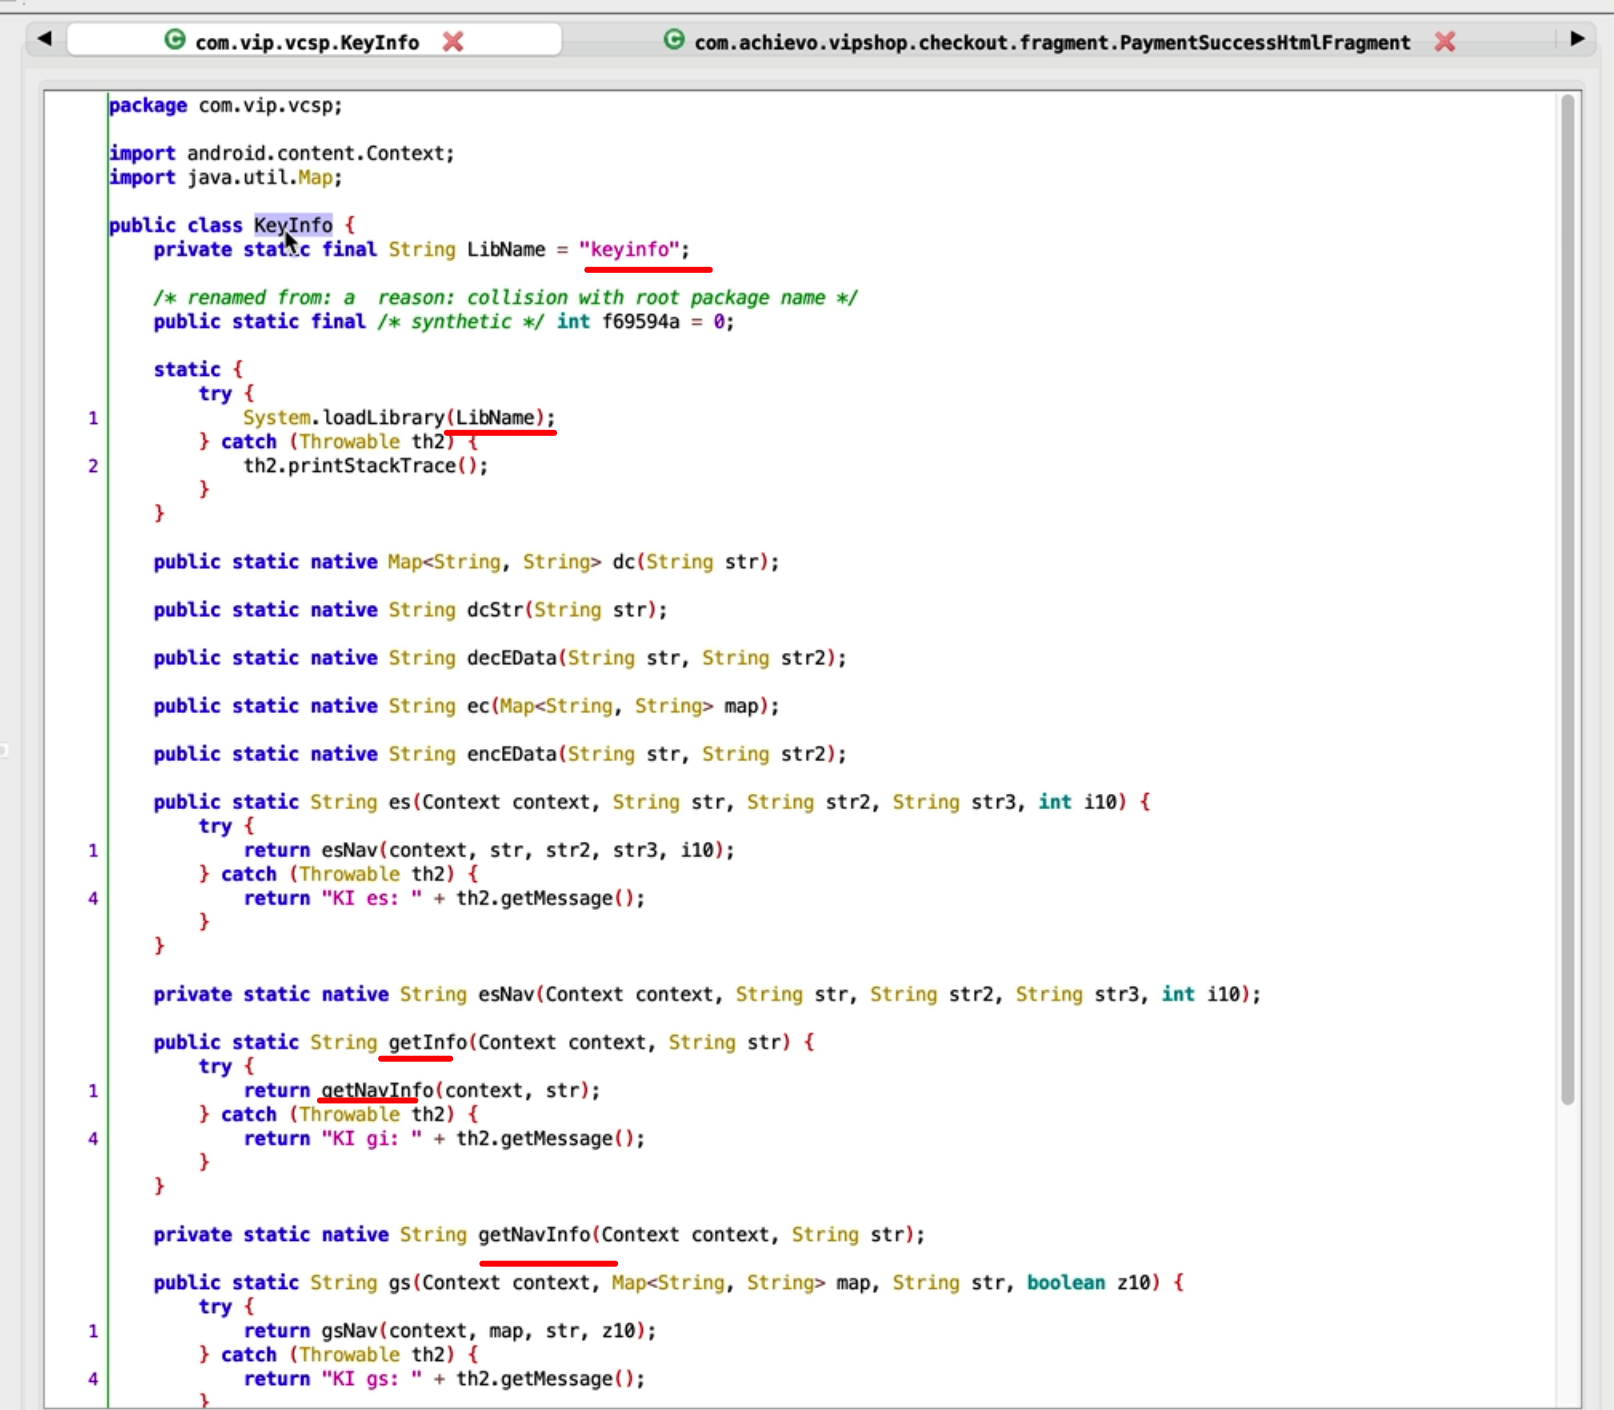 com.vip.vcsp.KeyInfo
com.achievo.vipshop.checkout.fragment.PaymentSuccessHtmlFragment
package com.vip.vcsp;
import android.content.Context;
import java.util.Map;
public class KeyInfo {
private static final String LibName = "keyinfo";
/* renamed from: a  reason: collision with root package name */
public static final /* synthetic */ int f69594a = 0;
static {
try {
1 System.loadLibrary(LibName);
} catch (Throwable th2) {
2 th2.printStackTrace();
}
}
public static native Map<String, String> dc(String str);
public static native String dcStr(String str);
public static native String decEData(String str, String str2);
public static native String ec(Map<String, String> map);
public static native String encEData(String str, String str2);
public static String es(Context context, String str, String str2, String str3, int i10) {
try {
1 return esNav(context, str, str2, str3, i10);
} catch (Throwable th2) {
4 return "KI es: " + th2.getMessage();
}
}
private static native String esNav(Context context, String str, String str2, String str3, int i10);
public static String getInfo(Context context, String str) {
try {
1 return getNavInfo(context, str);
} catch (Throwable th2) {
4 return "KI gi: " + th2.getMessage();
}
}
private static native String getNavInfo(Context context, String str);
public static String gs(Context context, Map<String, String> map, String str, boolean z10) {
try {
1 return gsNav(context, map, str, z10);
} catch (Throwable th2) {
4 return "KI gs: " + th2.getMessage();
}